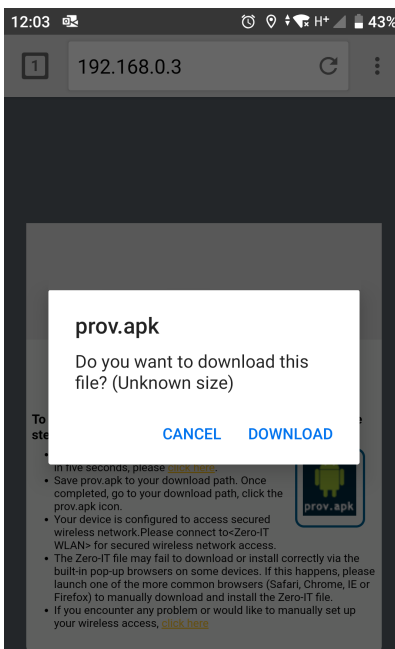 12:03 H+ 43%
1 192.168.0.3
prov.apk
Do you want to download this
file? (Unknown size)
CANCEL DOWNLOAD
To
ste
in five seconds, please click here.
Save prov.apk to your download path. Once
completed, go to your download path, click the
prov.apk icon.
prov.apk
Your device is configured to access secured
wireless network.Please connect to<Zero-IT
WLAN> for secured wireless network access.
The Zero-IT file may fail to download or install correctly via the
built-in pop-up browsers on some devices. If this happens, please
launch one of the more common browsers (Safari, Chrome, IE or
Firefox) to manually download and install the Zero-IT file.
If you encounter any problem or would like to manually set up
your wireless access, click here